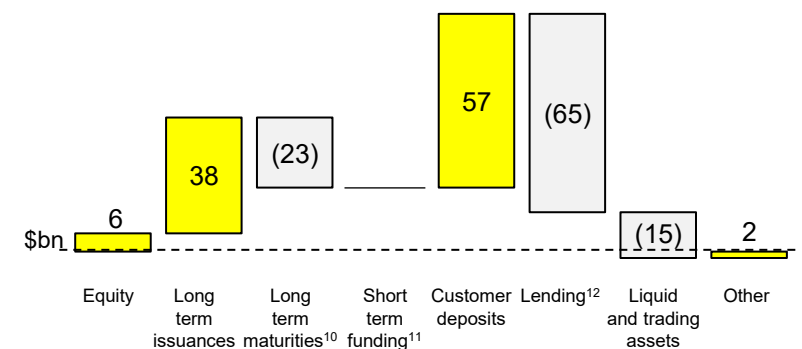 57
(65)
(23)
38
6
$bn
(15)
2
Equity
Long
term
issuances
Long
term
maturities¹⁰
Short
term
funding¹¹
Customer
deposits
Lending¹²
Liquid
and trading
assets
Other